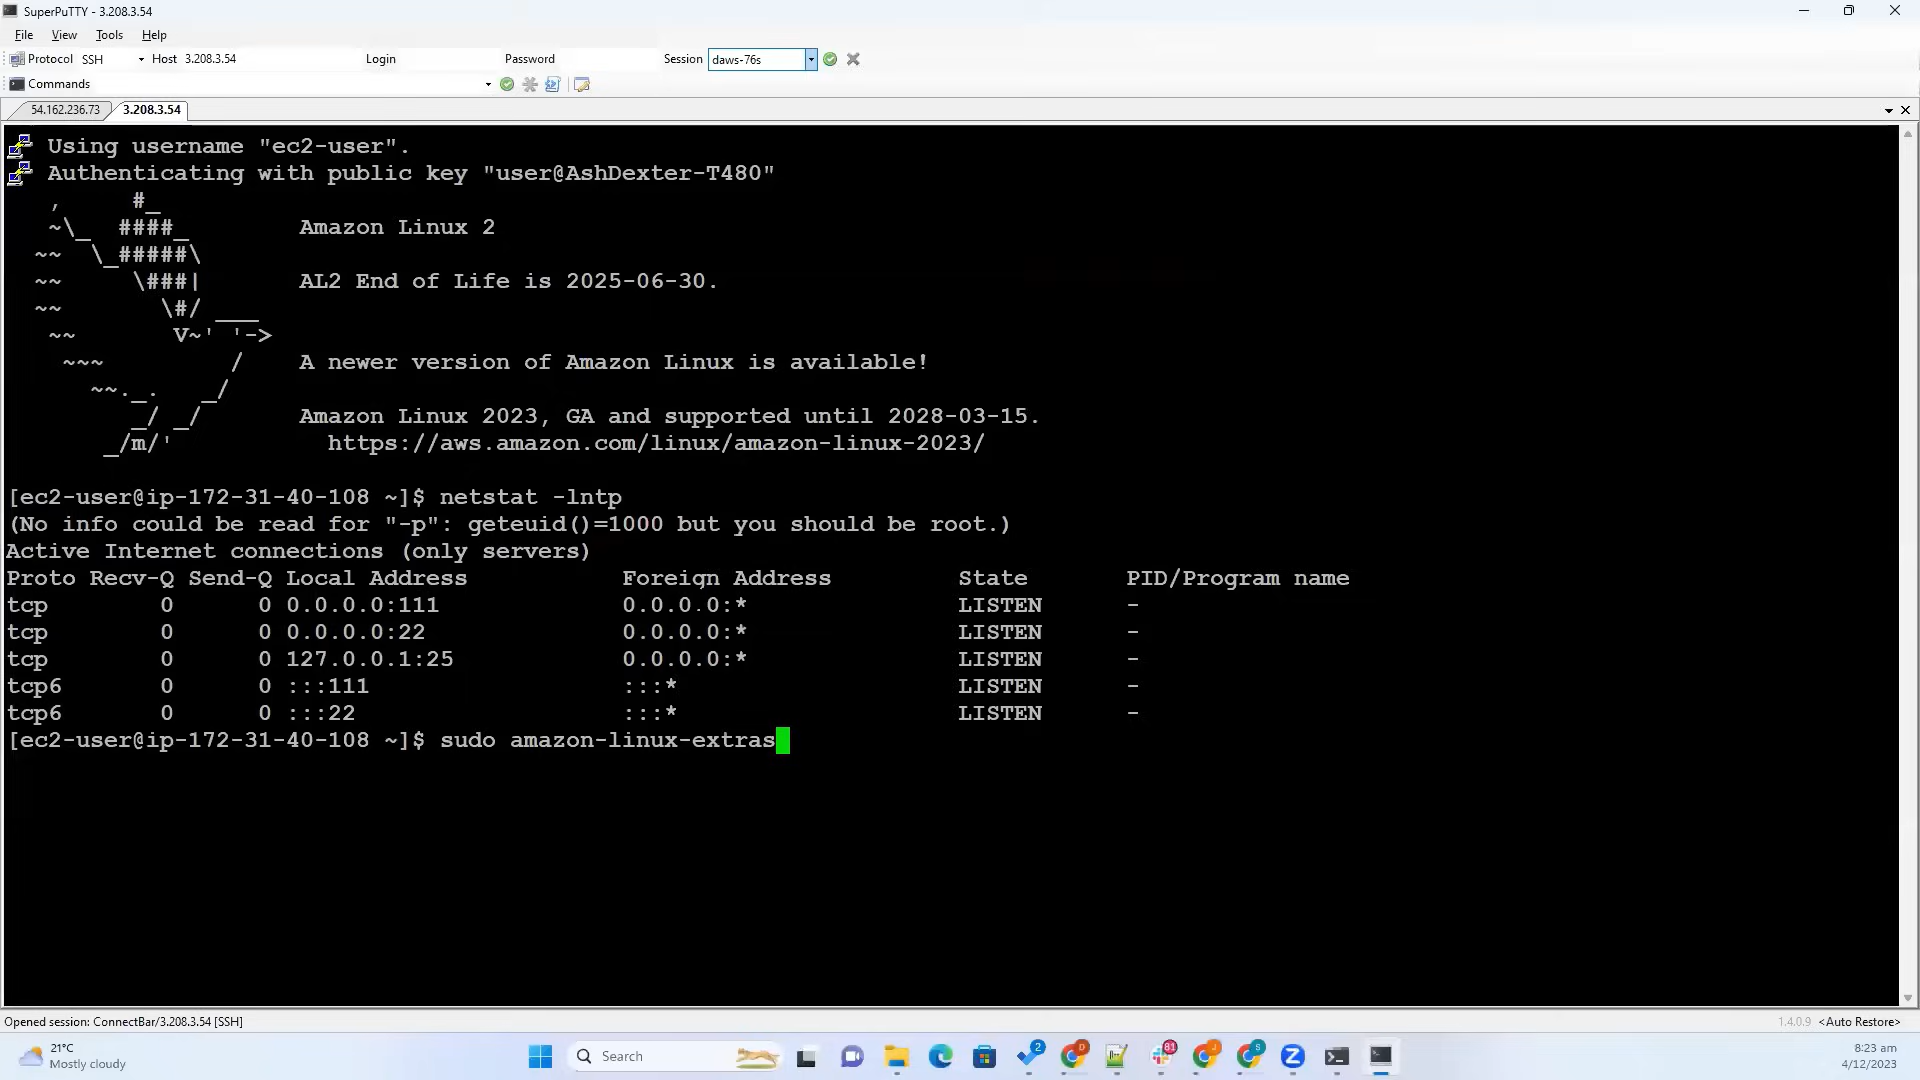 SuperPuTTY - 3.208.3.54
File View Tools Help
Protocol SSH Host 3.208.3.54 Login Password Session daws-76s
Commands
54.162.236.73 3.208.3.54
Using username "ec2-user".
Authenticating with public key "user@AshDexter-T480"
   ,     #_
   ~\_  ####_        Amazon Linux 2
  ~~  \_#####\
  ~~     \###|       AL2 End of Life is 2025-06-30.
  ~~       \#/ ___
   ~~       V~' '->
    ~~~         /    A newer version of Amazon Linux is available!
      ~~._.   _/
         _/ _/       Amazon Linux 2023, GA and supported until 2028-03-15.
       _/m/'           https://aws.amazon.com/linux/amazon-linux-2023/
[ec2-user@ip-172-31-40-108 ~]$ netstat -lntp
(No info could be read for "-p": geteuid()=1000 but you should be root.)
Active Internet connections (only servers)
Proto Recv-Q Send-Q Local Address           Foreign Address         State       PID/Program name
tcp        0      0 0.0.0.0:111             0.0.0.0:*               LISTEN      -
tcp        0      0 0.0.0.0:22              0.0.0.0:*               LISTEN      -
tcp        0      0 127.0.0.1:25            0.0.0.0:*               LISTEN      -
tcp6       0      0 :::111                  :::*                    LISTEN      -
tcp6       0      0 :::22                   :::*                    LISTEN      -
[ec2-user@ip-172-31-40-108 ~]$ sudo amazon-linux-extras
Opened session: ConnectBar/3.208.3.54 [SSH] 1.4.0.9 <Auto Restore>
21°C
Mostly cloudy
Search
2
D
81
J
S
Z
8:23 am
4/12/2023